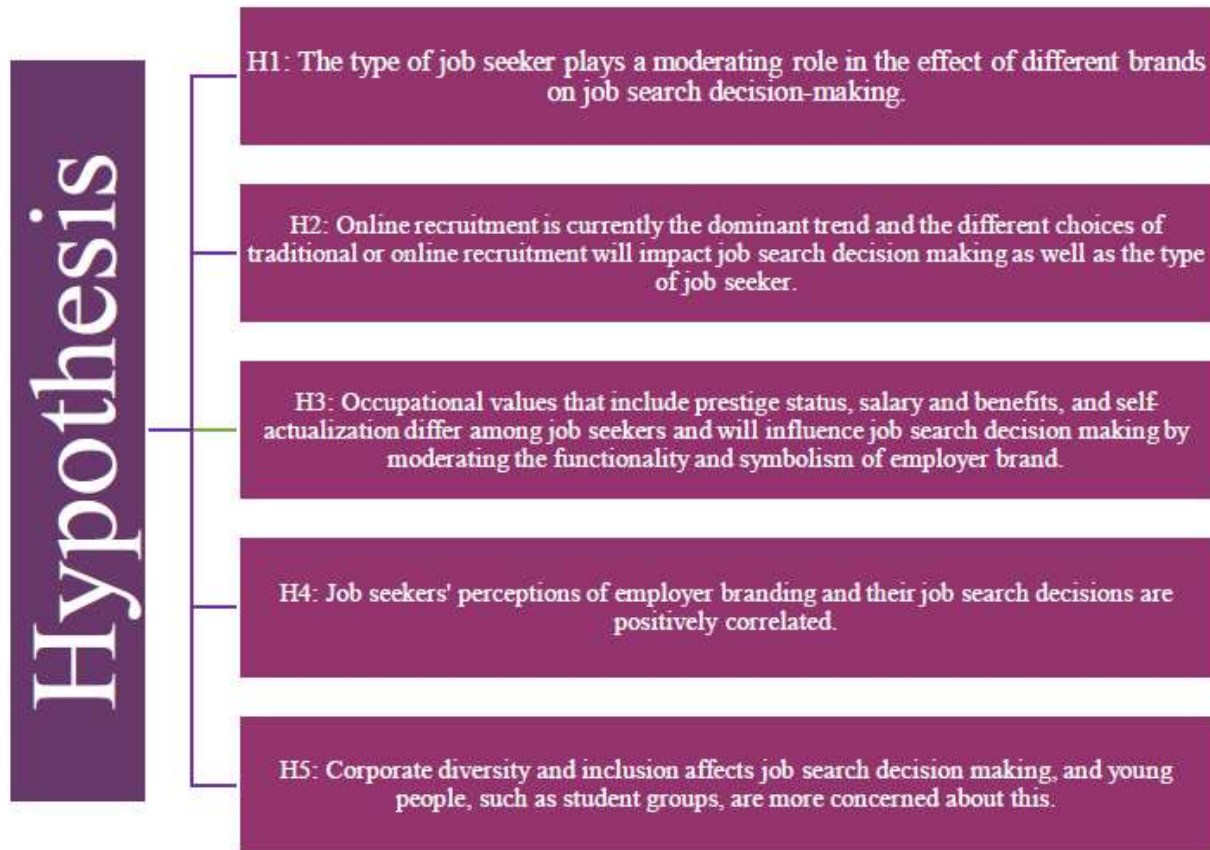 Hypothesis
H1: The type of job seeker plays a moderating role in the effect of different brands
on job search decision-making.
H2: Online recruitment is currently the dominant trend and the different choices of
traditional or online recruitment will impact job search decision making as well as the type
of job seeker.
H3: Occupational values that include prestige status, salary and benefits, and self-
actualization differ among job seekers and will influence job search decision making by
moderating the functionality and symbolism of employer brand.
H4: Job seekers' perceptions of employer branding and their job search decisions are
positively correlated.
H5: Corporate diversity and inclusion affects job search decision making, and young
people, such as student groups, are more concerned about this.